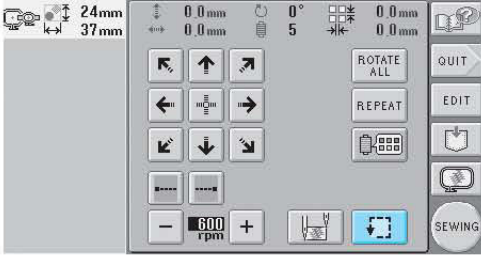 24mm 0.0mm 0° 0.0mm
37mm 0.0mm 5 0.0mm
ROTATE
ALL
QUIT
REPEAT
EDIT
600
rpm
SEWING